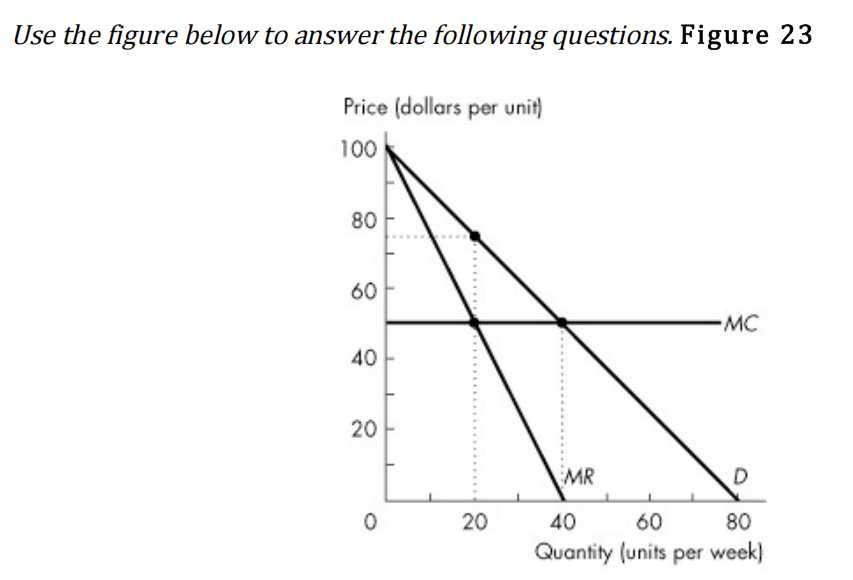 Use the figure below to answer the following questions. Figure 23
Price (dollars per unit)
100
80
60
MC
40
20
MR
D
0
20
40
60
80
Quantity (units per week)